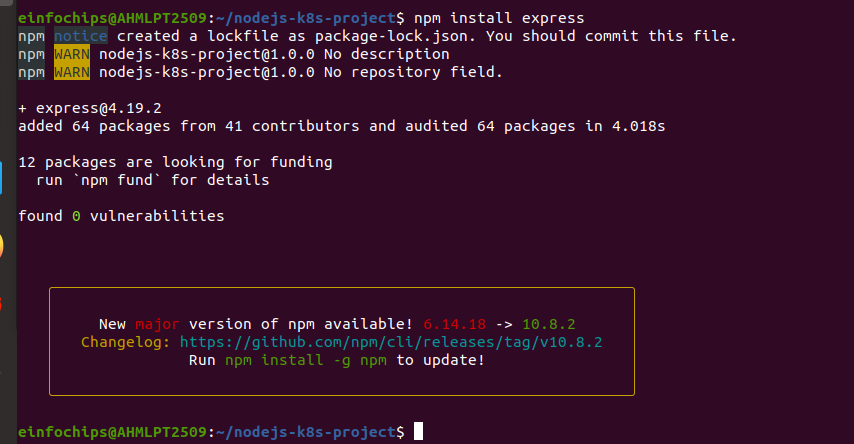 einfochips@AHMLPT2509:~/nodejs-k8s-project$ npm install express
npm notice created a lockfile as package-lock.json. You should commit this file.
npm WARN nodejs-k8s-project@1.0.0 No description
npm WARN nodejs-k8s-project@1.0.0 No repository field.
+ express@4.19.2
added 64 packages from 41 contributors and audited 64 packages in 4.018s
12 packages are looking for funding
run `npm fund` for details
found 0 vulnerabilities
New major version of npm available! 6.14.18 -> 10.8.2
Changelog: https://github.com/npm/cli/releases/tag/v10.8.2
Run npm install -g npm to update!
einfochips@AHMLPT2509:~/nodejs-k8s-project$